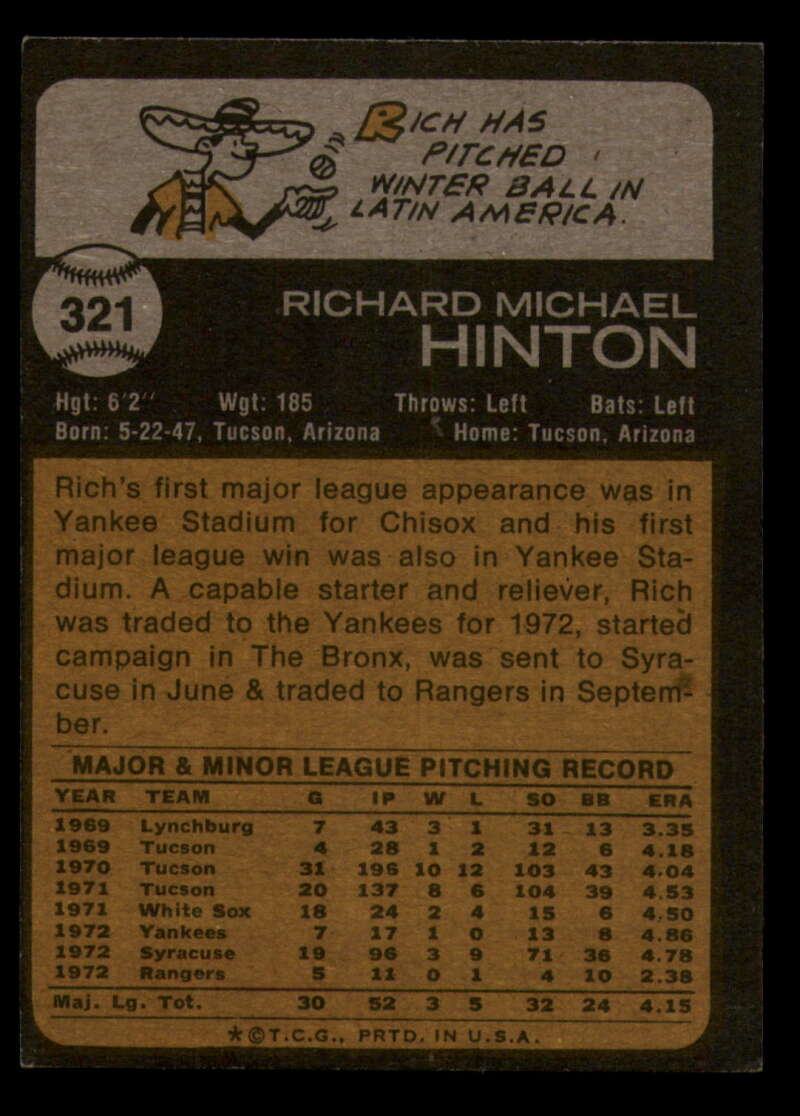 RICH HAS
PITCHED
WINTER BALL IN
LATIN AMERICA.
321
RICHARD MICHAEL
HINTON
Hgt: 6'2" Wgt: 185 Throws: Left Bats: Left
Born: 5-22-47, Tucson, Arizona Home: Tucson, Arizona
Rich's first major league appearance was in
Yankee Stadium for Chisox and his first
major league win was also in Yankee Sta-
dium. A capable starter and reliever, Rich
was traded to the Yankees for 1972, started
campaign in The Bronx, was sent to Syra-
cuse in June & traded to Rangers in Septem-
ber.
MAJOR & MINOR LEAGUE PITCHING RECORD
YEAR TEAM G IP W L SO BB ERA
1969 Lynchburg 7 43 3 1 31 13 3.35
1969 Tucson 4 28 1 2 12 6 4.18
1970 Tucson 31 196 10 12 103 43 4.04
1971 Tucson 20 137 8 6 104 39 4.53
1971 White Sox 18 24 2 4 15 6 4.50
1972 Yankees 7 17 1 0 13 8 4.86
1972 Syracuse 19 96 3 9 71 36 4.78
1972 Rangers 5 11 0 1 4 10 2.38
Maj. Lg. Tot. 30 52 3 5 32 24 4.15
*©T.C.G., PRTD. IN U.S.A.